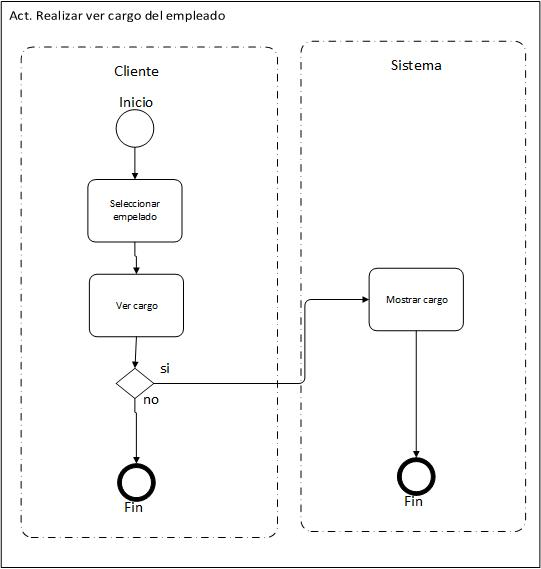 Act. Realizar ver cargo del empleado
Cliente
Sistema
Inicio
Seleccionar
empelado
Ver cargo
Mostrar cargo
si
no
Fin
Fin